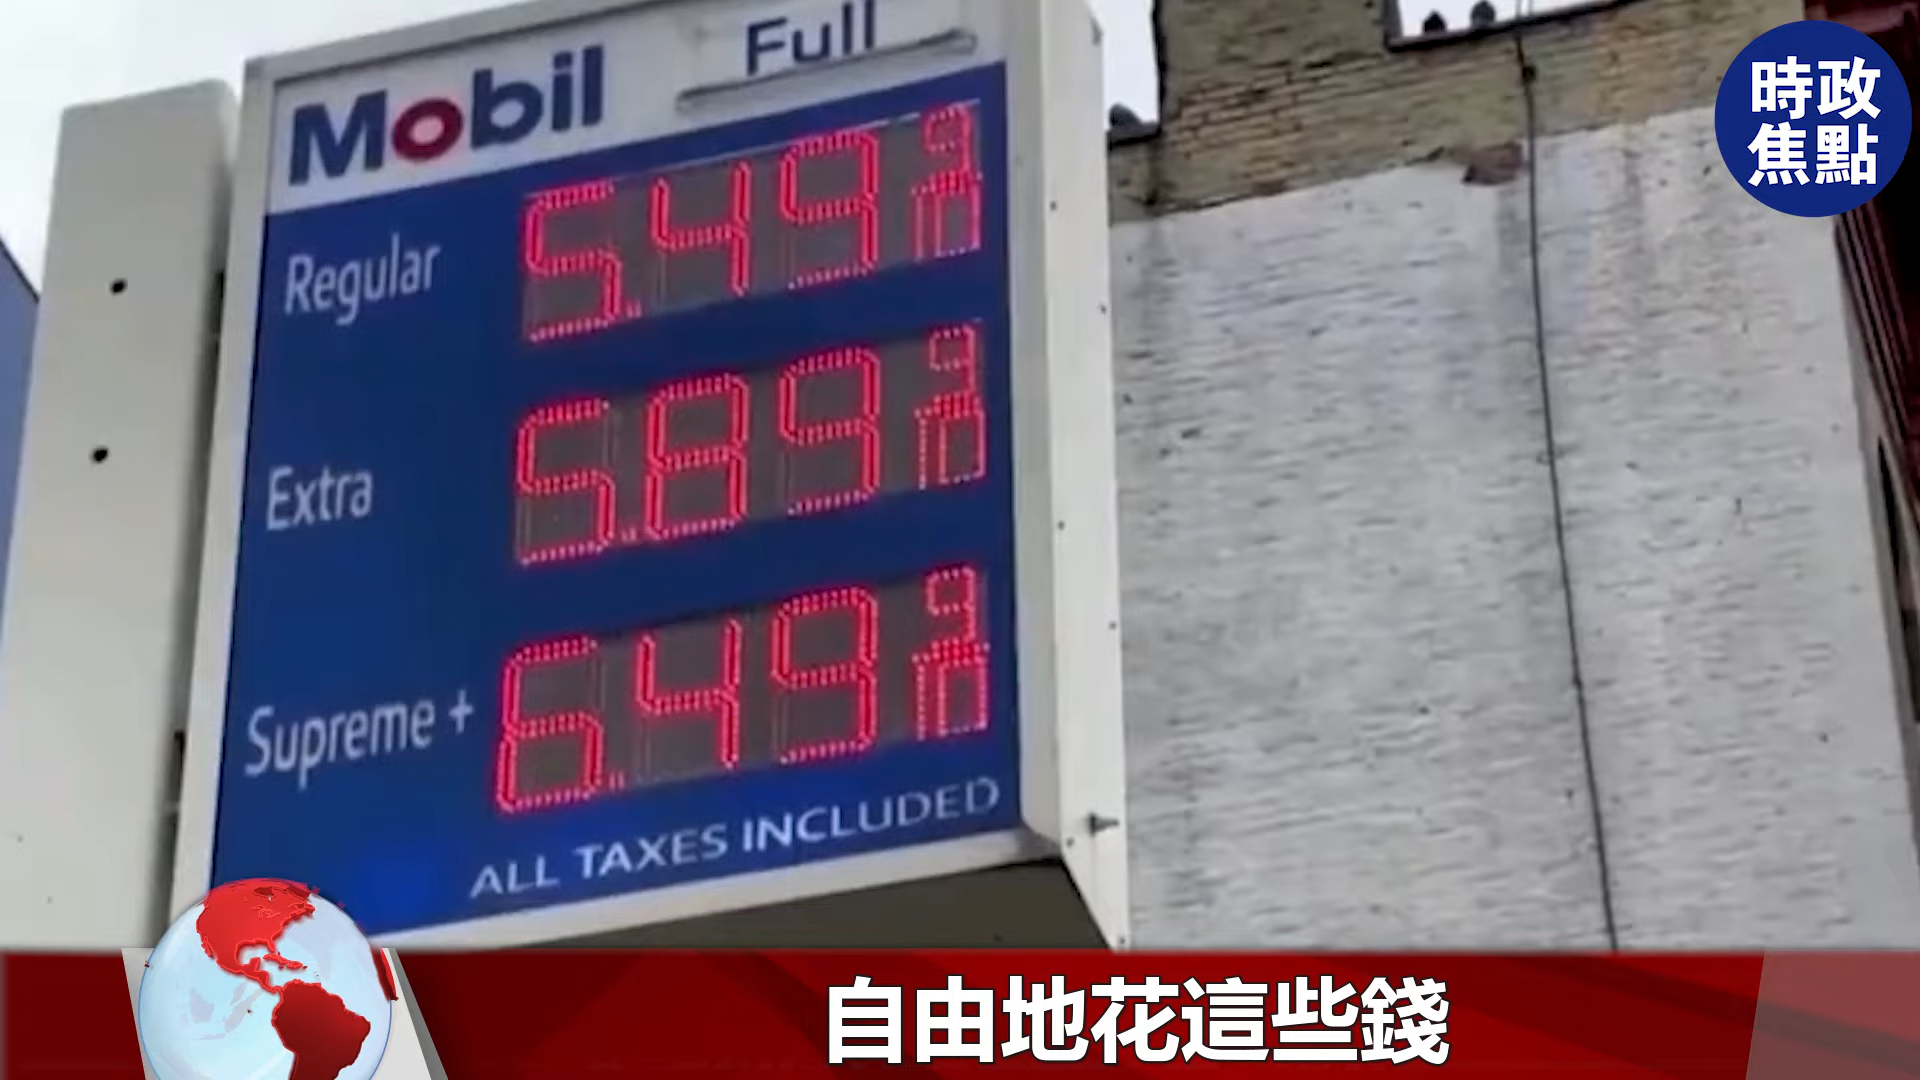 Mobil
Full
Regular 5.49 9/10
Extra 5.89 9/10
Supreme + 6.49 9/10
ALL TAXES INCLUDED
時政
焦點
自由地花這些錢